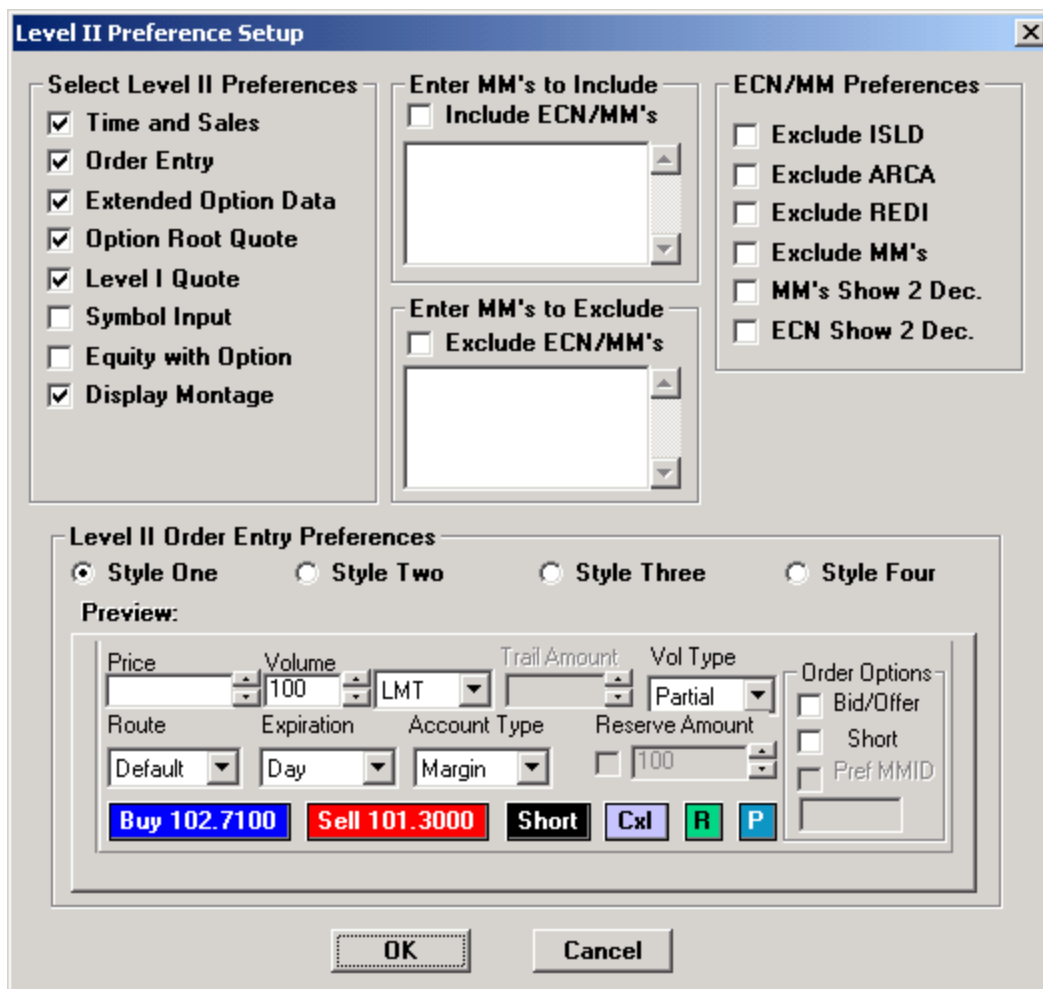 Level II Preference Setup
Select Level II Preferences
Time and Sales
Order Entry
Extended Option Data
Option Root Quote
Level I Quote
Symbol Input
Equity with Option
Display Montage
Enter MM's to Include
Include ECN/MM's
Enter MM's to Exclude
Exclude ECN/MM's
ECN/MM Preferences
Exclude ISLD
Exclude ARCA
Exclude REDI
Exclude MM's
MM's Show 2 Dec.
ECN Show 2 Dec.
Level II Order Entry Preferences
Style One Style Two Style Three Style Four
Preview:
Price Volume Trail Amount Vol Type
100 LMT Partial
Route Expiration Account Type Reserve Amount
Default Day Margin 100
Buy 102.7100 Sell 101.3000 Short Cxl R P
Order Options
Bid/Offer
Short
Pref MMID
OK Cancel